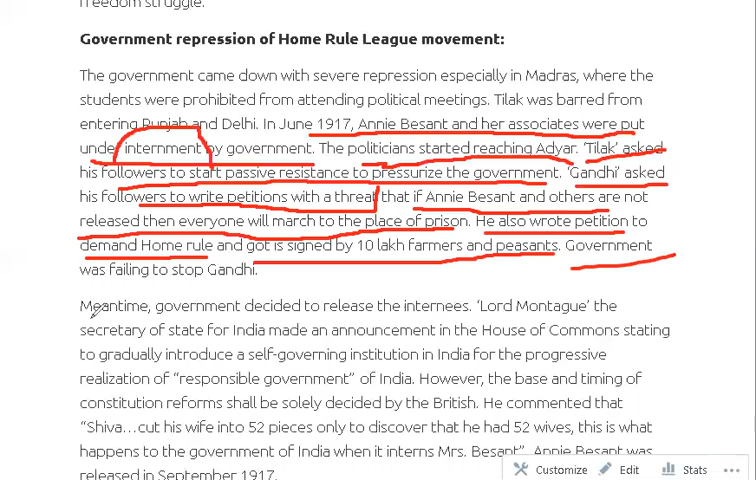 freedom struggle.
Government repression of Home Rule League movement:
The government came down with severe repression especially in Madras, where the
students were prohibited from attending political meetings. Tilak was barred from
entering Punjab and Delhi. In June 1917, Annie Besant and her associates were put
under internment by government. The politicians started reaching Adyar. ‘Tilak’ asked
his followers to start passive resistance to pressurize the government. ‘Gandhi’ asked
his followers to write petitions with a threat that if Annie Besant and others are not
released then everyone will march to the place of prison. He also wrote petition to
demand Home rule and got is signed by 10 lakh farmers and peasants. Government
was failing to stop Gandhi.
Meantime, government decided to release the internees. ‘Lord Montague’ the
secretary of state for India made an announcement in the House of Commons stating
to gradually introduce a self-governing institution in India for the progressive
realization of “responsible government” of India. However, the base and timing of
constitution reforms shall be solely decided by the British. He commented that
“Shiva…cut his wife into 52 pieces only to discover that he had 52 wives, this is what
happens to the government of India when it interns Mrs. Besant”. Annie Besant was
released in September 1917.
Customize Edit Stats